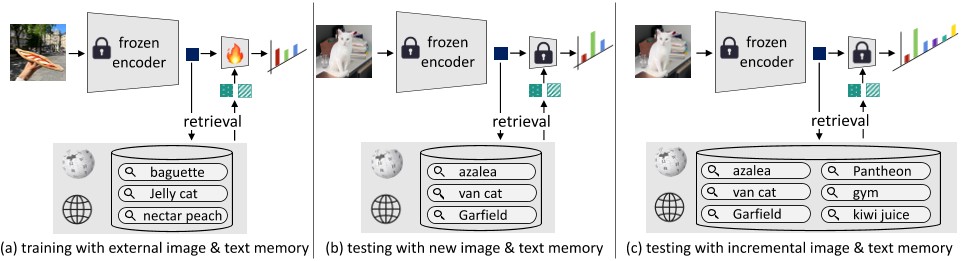 frozen
encoder
retrieval
baguette
Jelly cat
nectar peach
(a) training with external image & text memory
frozen
encoder
retrieval
azalea
van cat
Garfield
(b) testing with new image & text memory
frozen
encoder
retrieval
azalea
Pantheon
van cat
gym
Garfield
kiwi juice
(c) testing with incremental image & text memory